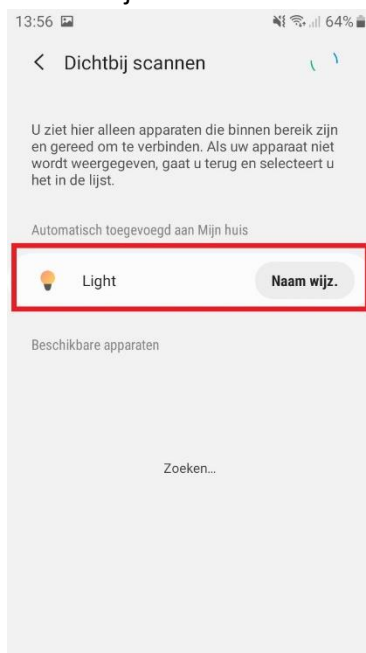 13:56 64%
Dichtbij scannen
U ziet hier alleen apparaten die binnen bereik zijn
en gereed om te verbinden. Als uw apparaat niet
wordt weergegeven, gaat u terug en selecteert u
het in de lijst.
Automatisch toegevoegd aan Mijn huis
Light Naam wijz.
Beschikbare apparaten
Zoeken...